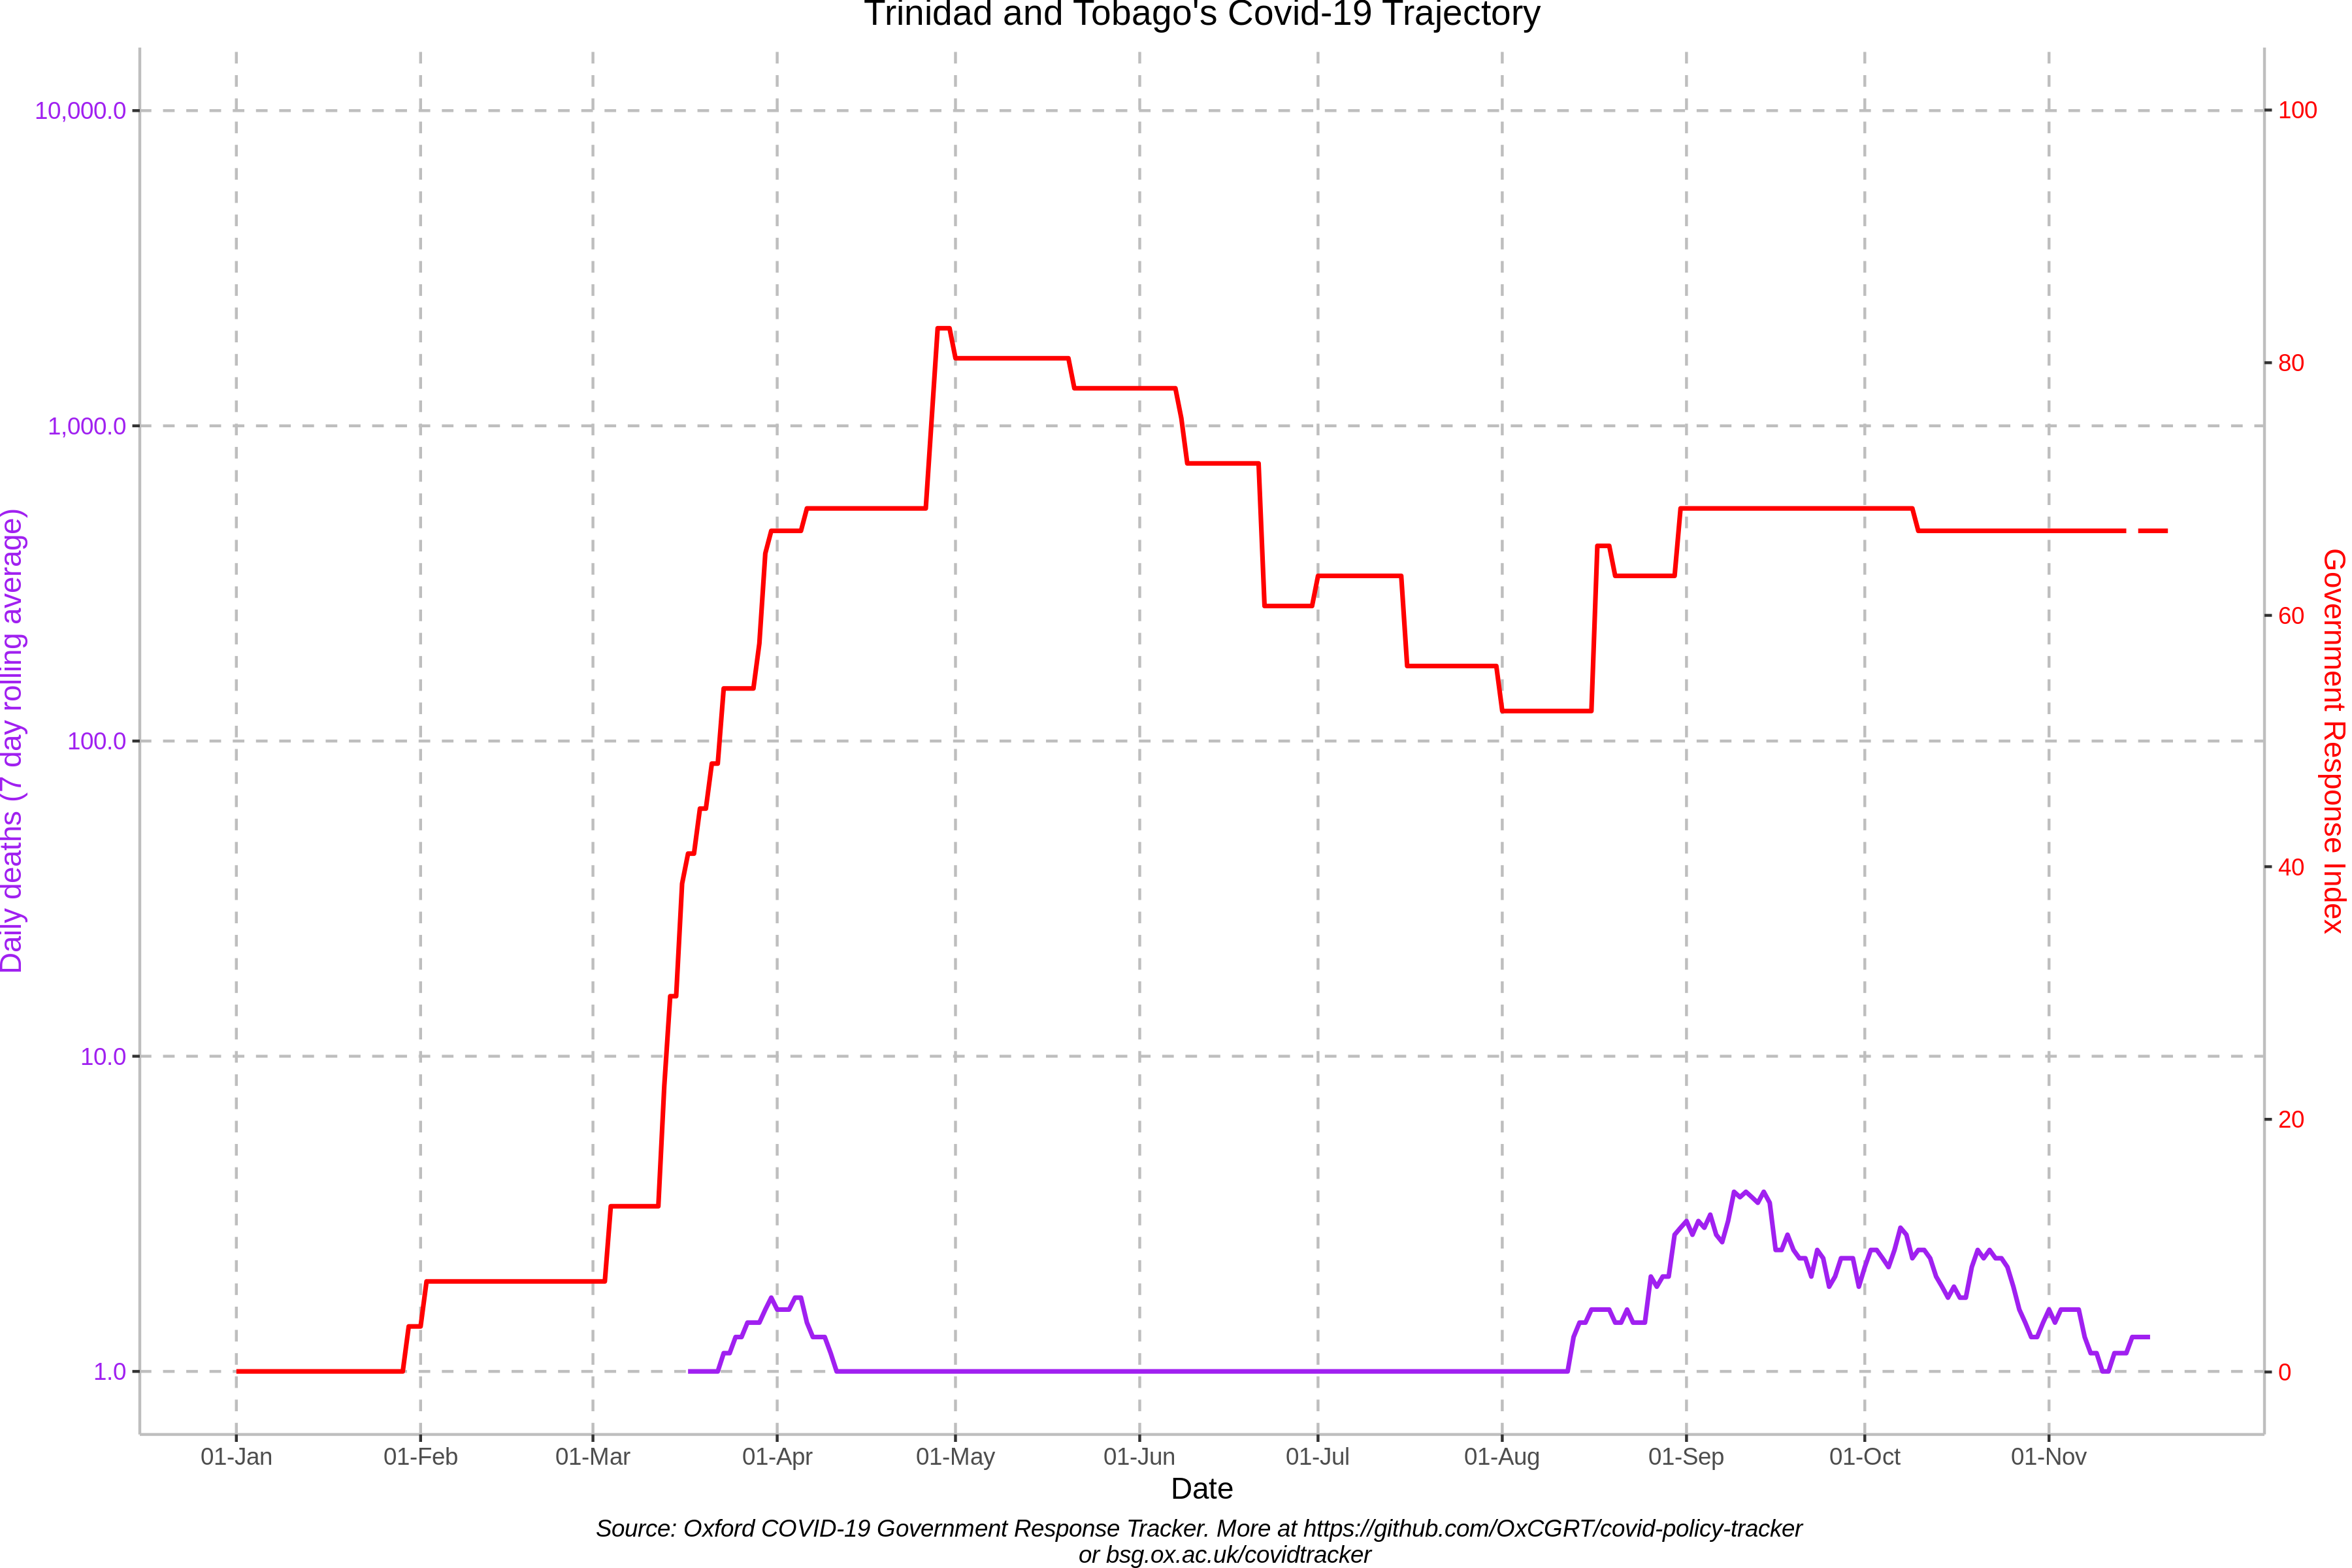 Trinidad and Tobago's Covid-19 Trajectory
Daily deaths (7 day rolling average)
10,000.0
1,000.0
100.0
10.0
1.0
100
80
60
40
20
0
Government Response Index
01-Jan
01-Feb
01-Mar
01-Apr
01-May
01-Jun
01-Jul
01-Aug
01-Sep
01-Oct
01-Nov
Date
Source: Oxford COVID-19 Government Response Tracker. More at https://github.com/OxCGRT/covid-policy-tracker
or bsg.ox.ac.uk/covidtracker